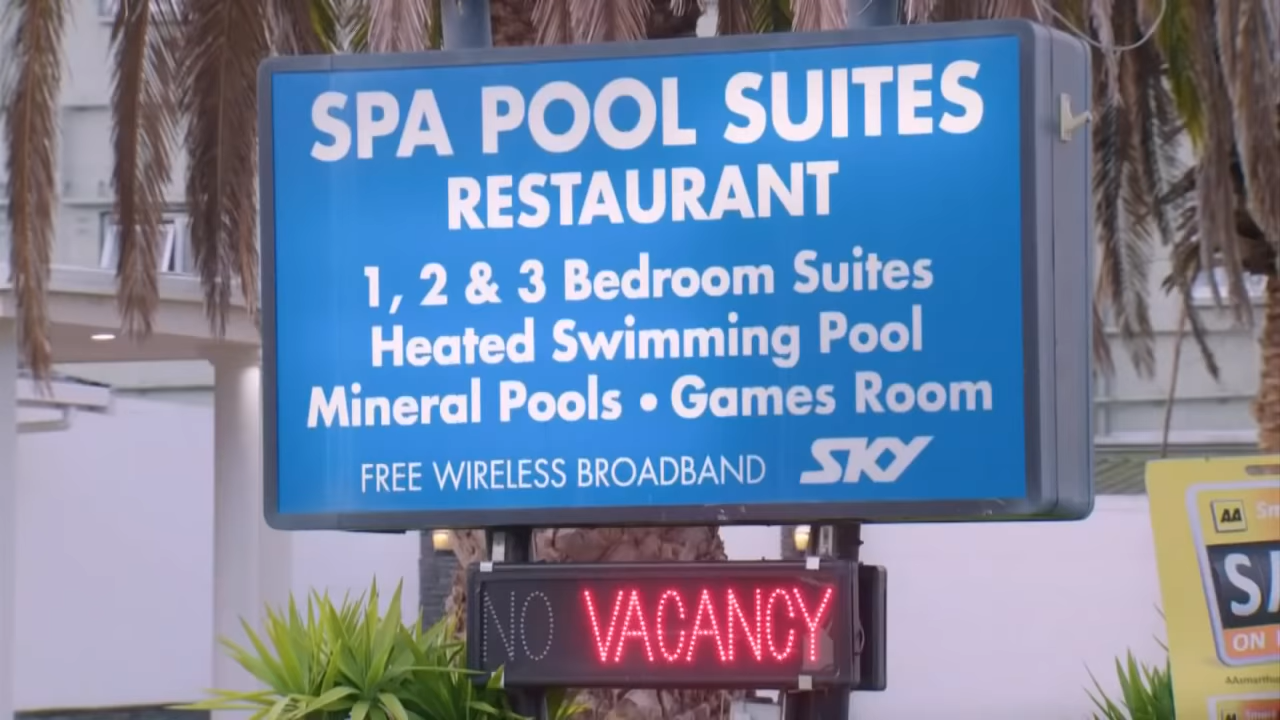 SPA POOL SUITES
RESTAURANT
1, 2 & 3 Bedroom Suites
Heated Swimming Pool
Mineral Pools • Games Room
FREE WIRELESS BROADBAND SKY
NO VACANCY
AA
ON